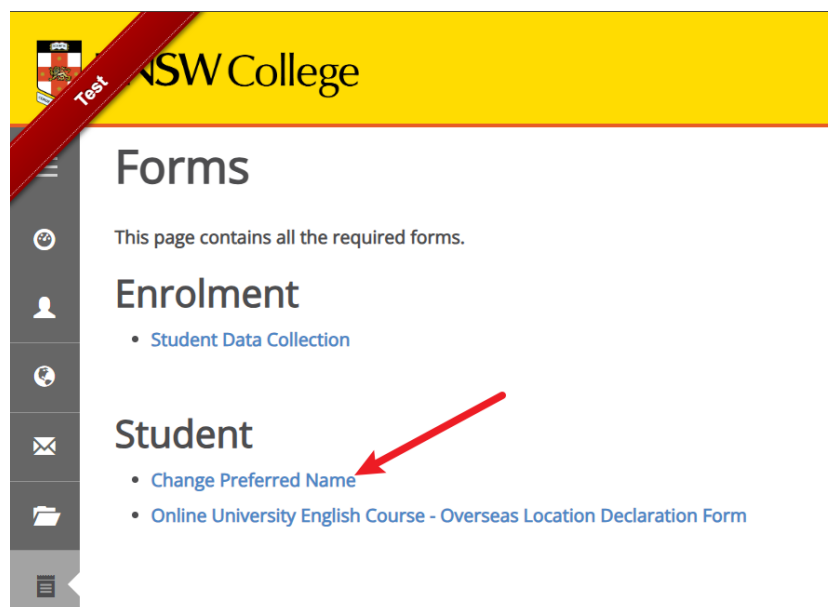 Test
NSW College
Forms
This page contains all the required forms.
Enrolment
• Student Data Collection
Student
• Change Preferred Name
• Online University English Course - Overseas Location Declaration Form